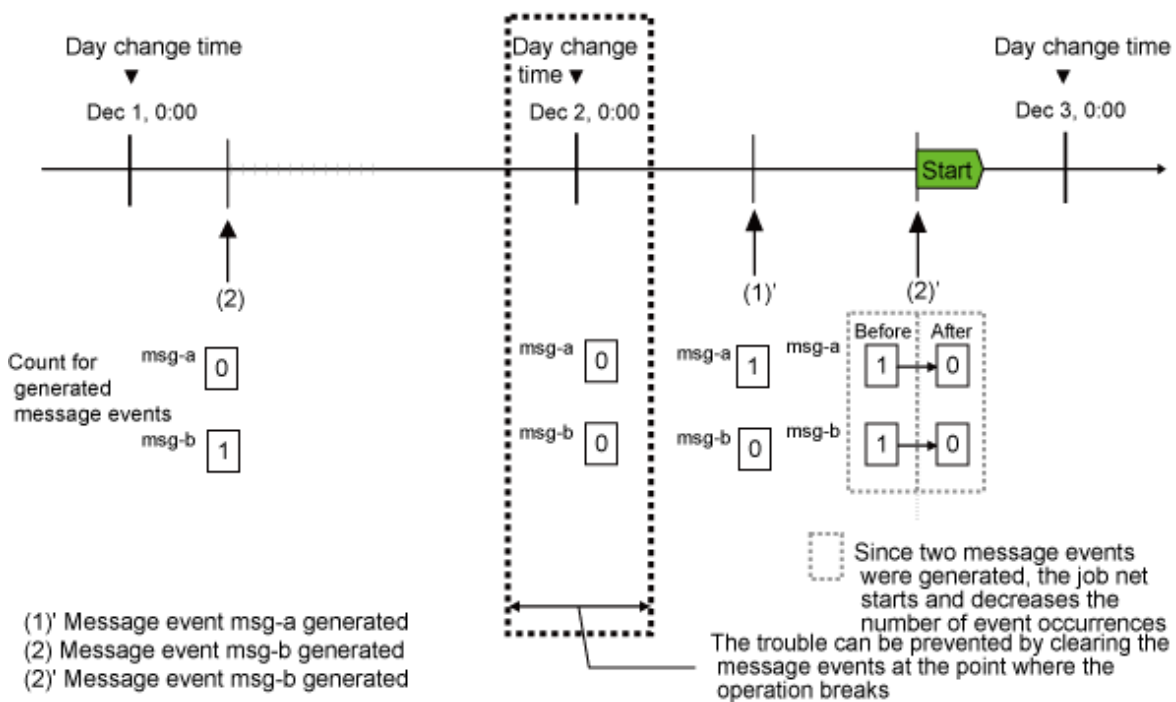 Day change time
Day change
time
Day change time
Dec 1, 0:00
Dec 2, 0:00
Dec 3, 0:00
Start
(2)
(1)'
(2)'
Count for
generated
message events
msg-a
0
msg-b
1
msg-a
0
msg-b
0
msg-a
1
msg-b
0
Before
After
msg-a
1
0
msg-b
1
0
Since two message events
were generated, the job net
starts and decreases the
number of event occurrences
The trouble can be prevented by clearing the
message events at the point where the
operation breaks
(1)' Message event msg-a generated
(2) Message event msg-b generated
(2)' Message event msg-b generated